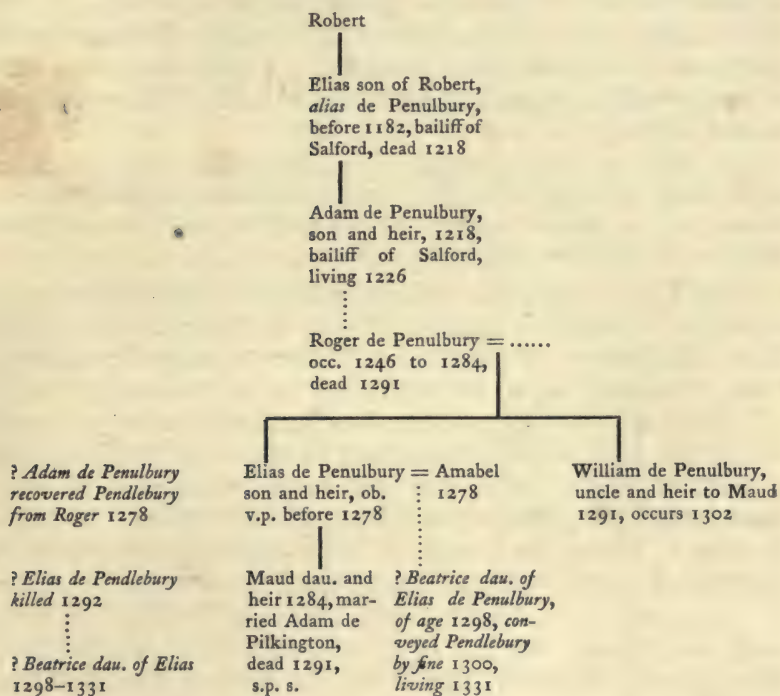 Robert
Elias son of Robert,
alias de Penulbury,
before 1182, bailiff of
Salford, dead 1218
Adam de Penulbury,
son and heir, 1218,
bailiff of Salford,
living 1226
Roger de Penulbury = ......
occ. 1246 to 1284,
dead 1291
? Adam de Penulbury
recovered Pendlebury
from Roger 1278
Elias de Penulbury = Amabel
son and heir, ob.
v.p. before 1278
1278
William de Penulbury,
uncle and heir to Maud
1291, occurs 1302
? Elias de Pendlebury
killed 1292
? Beatrice dau. of Elias
1298–1331
Maud dau. and
heir 1284, mar-
ried Adam de
Pilkington,
dead 1291,
s.p. s.
? Beatrice dau. of
Elias de Penulbury,
of age 1298, con-
veyed Pendlebury
by fine 1300,
living 1331